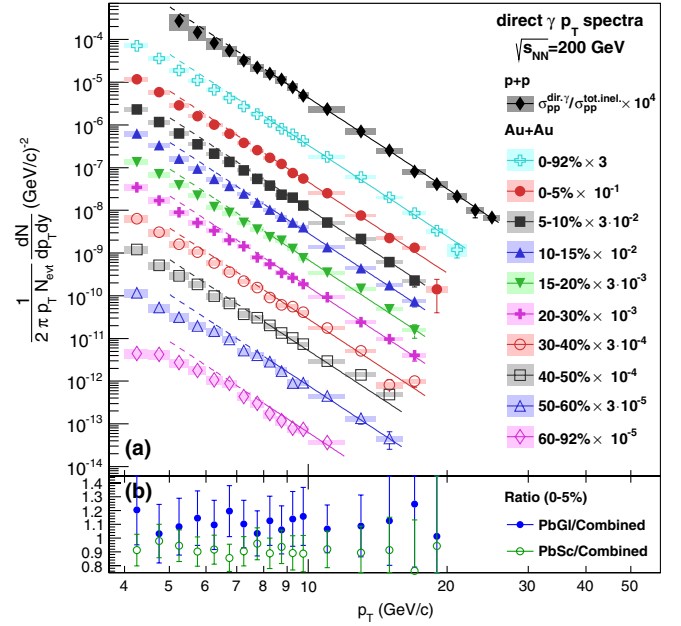 direct γ p_T spectra
√s_NN=200 GeV
p+p
σ_pp^dir.γ/σ_pp^tot.inel.× 10^4
Au+Au
0-92%× 3
0-5%× 10^-1
5-10%× 3·10^-2
10-15%× 10^-2
15-20%× 3·10^-3
20-30%× 10^-3
30-40%× 3·10^-4
40-50%× 10^-4
50-60%× 3·10^-5
60-92%× 10^-5
1/(2 π p_T N_evt) dN/(dp_T dy) (GeV/c)^-2
10^-4
10^-5
10^-6
10^-7
10^-8
10^-9
10^-10
10^-11
10^-12
10^-13
10^-14
(a)
(b)
Ratio (0-5%)
PbGl/Combined
PbSc/Combined
1.4
1.3
1.2
1.1
1.0
0.9
0.8
4 5 6 7 8 9 10 20 30 40 50
p_T (GeV/c)